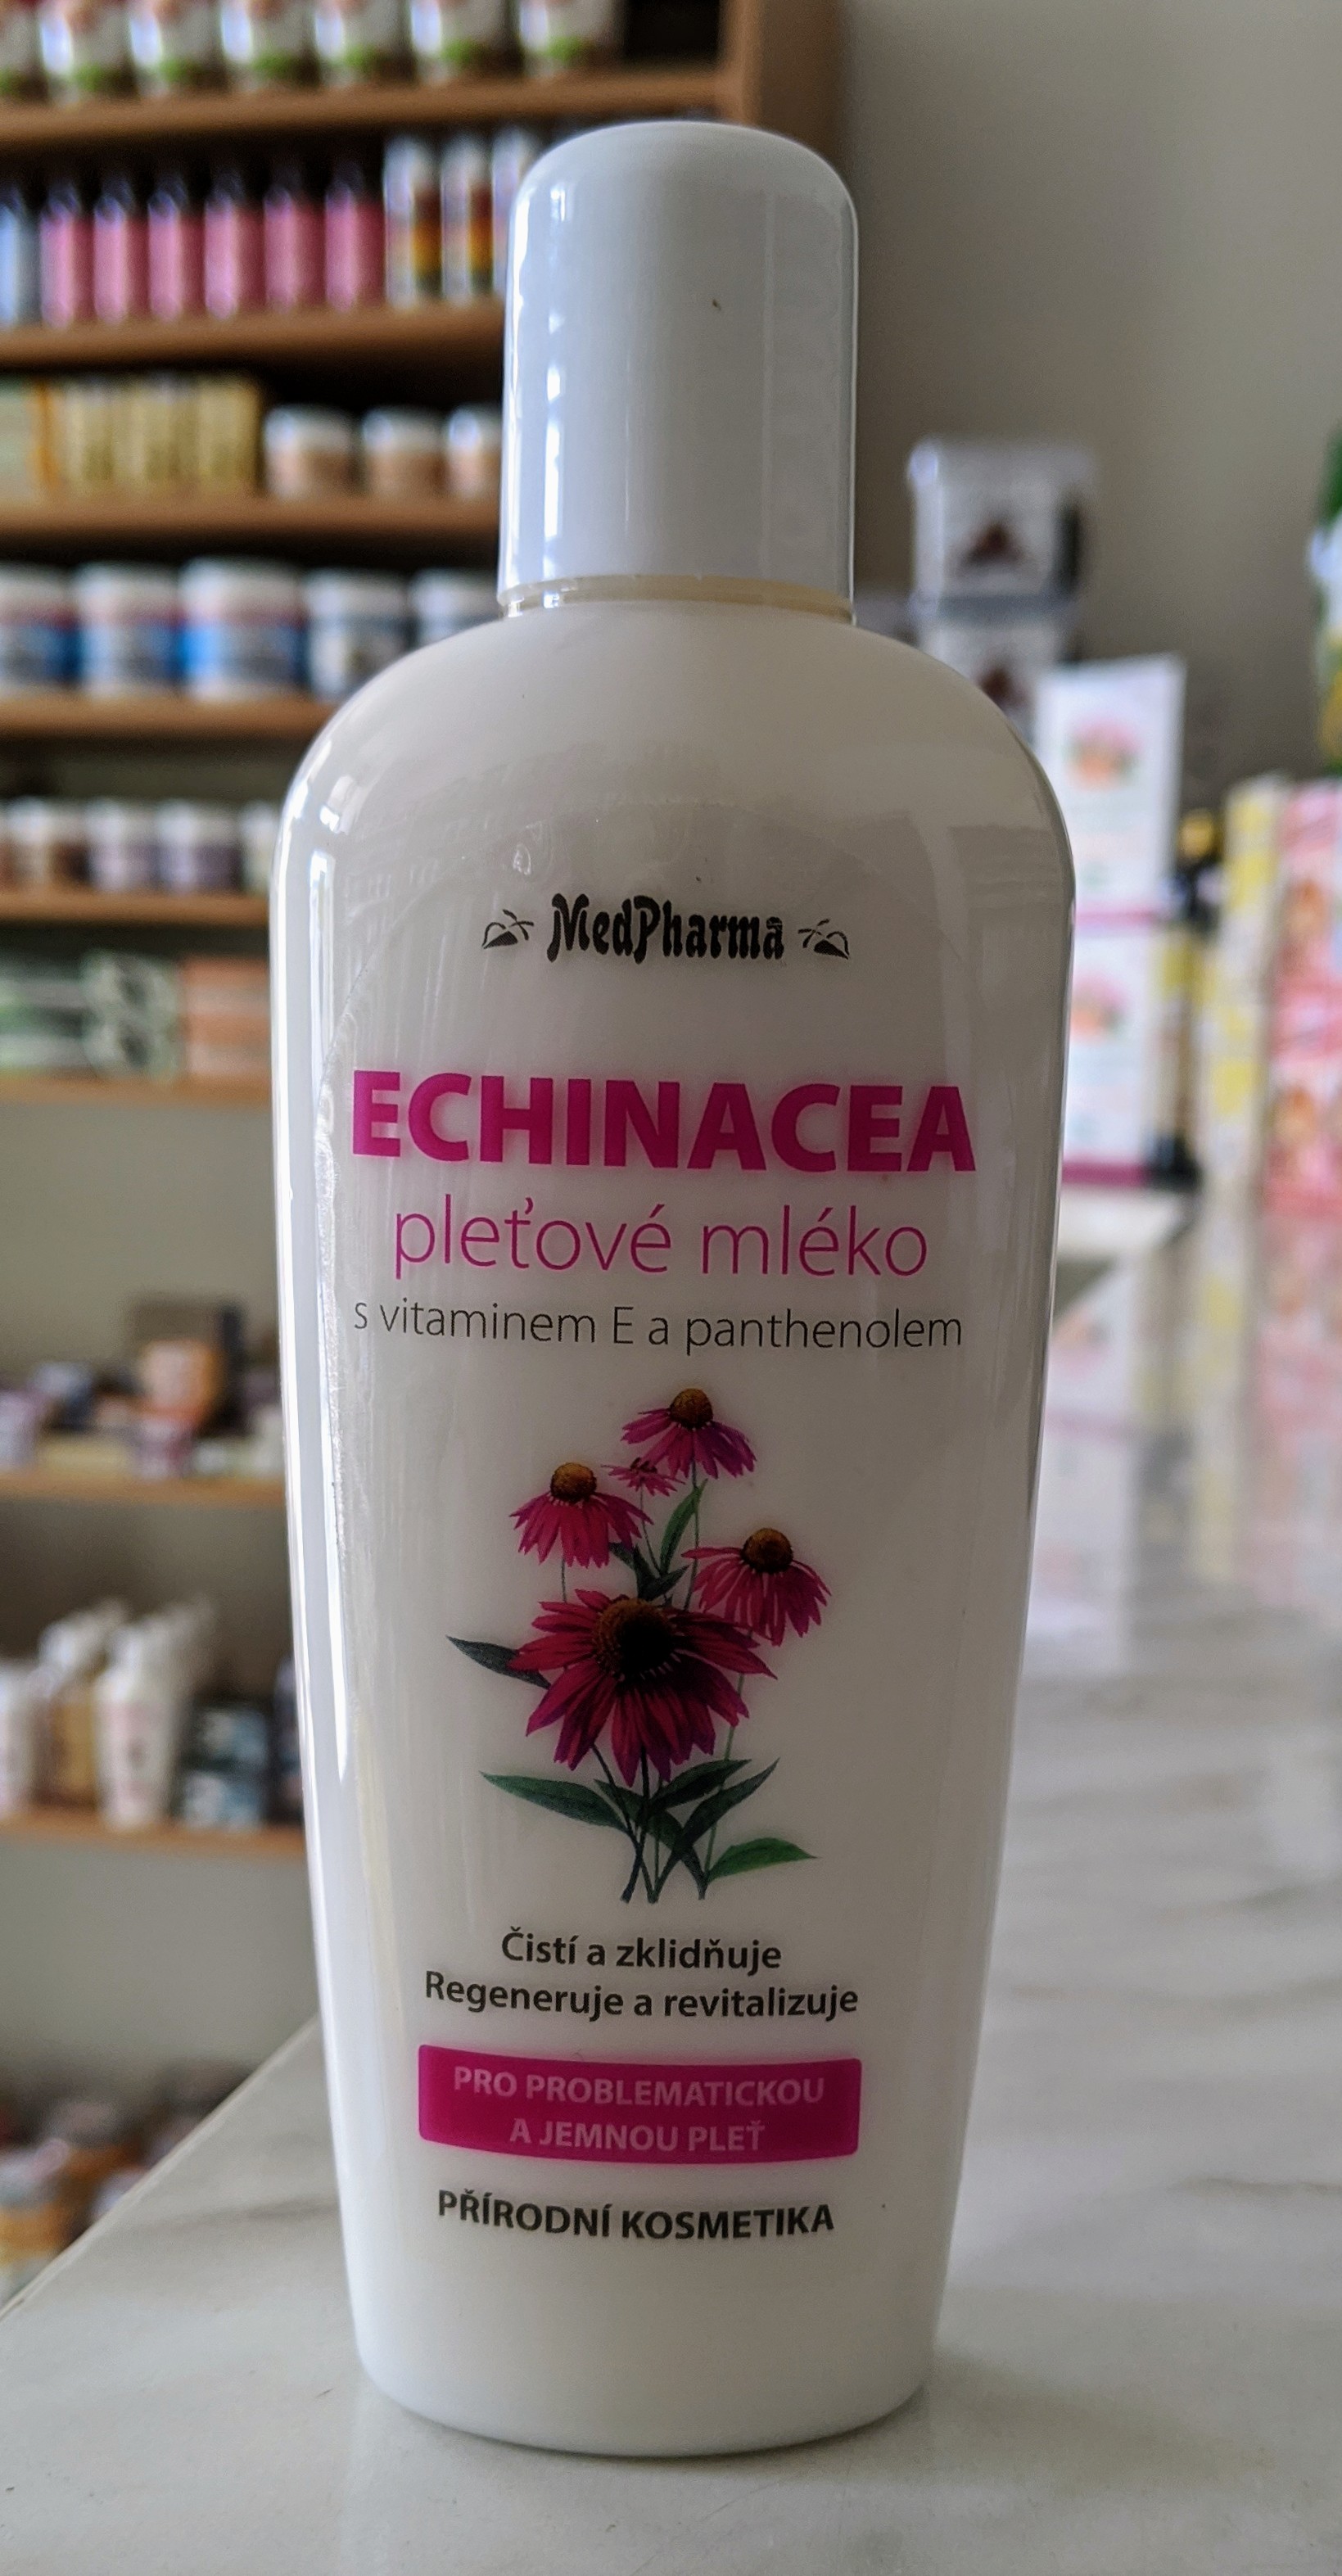 MedPharma
ECHINACEA
pleťové mléko
s vitaminem E a panthenolem
Čistí a zklidňuje
Regeneruje a revitalizuje
PRO PROBLEMATICKOU
A JEMNOU PLEŤ
PŘÍRODNÍ KOSMETIKA